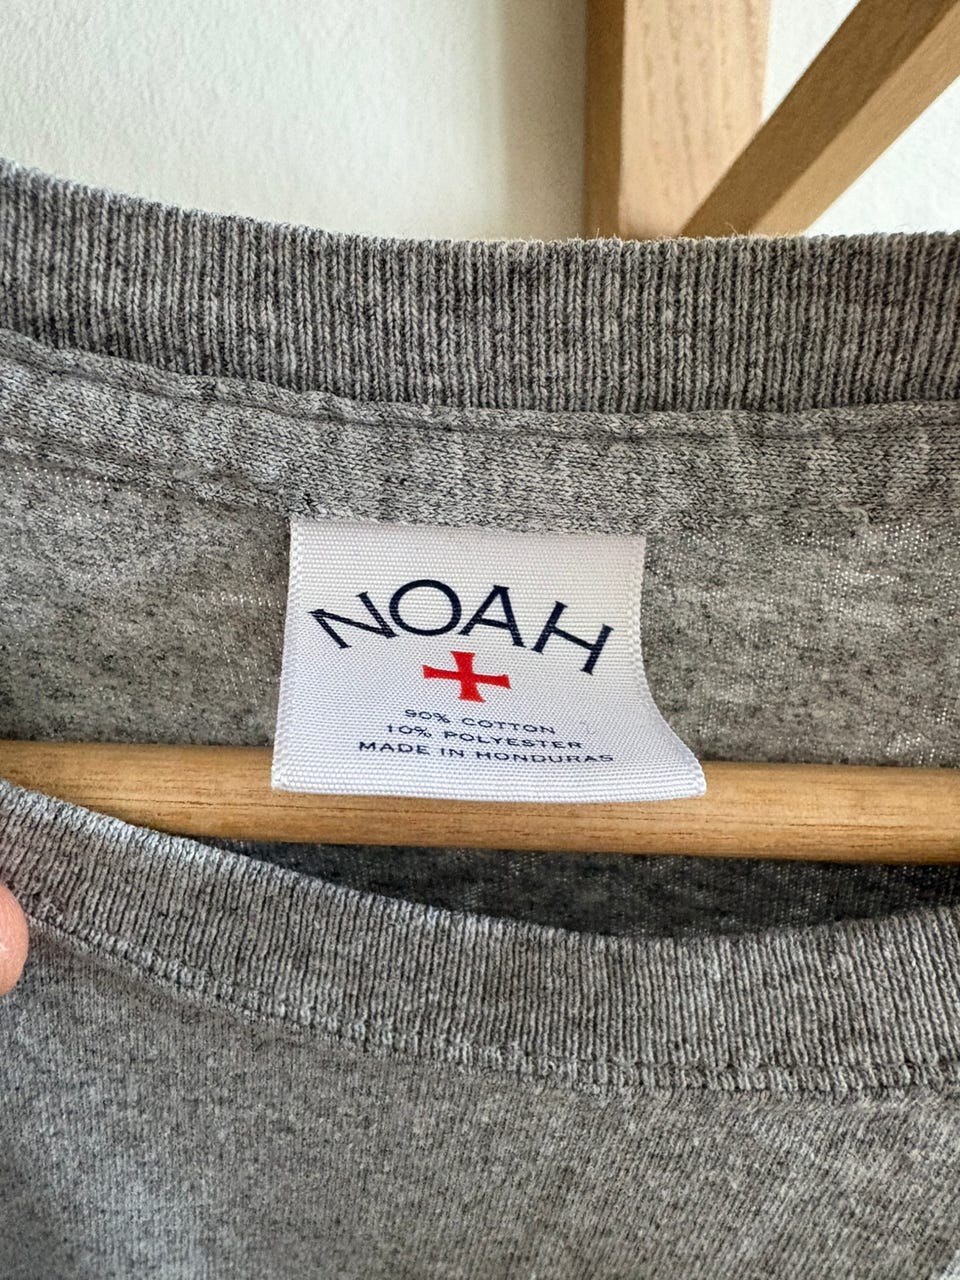 NOAH
90% COTTON
10% POLYESTER
MADE IN HONDURAS